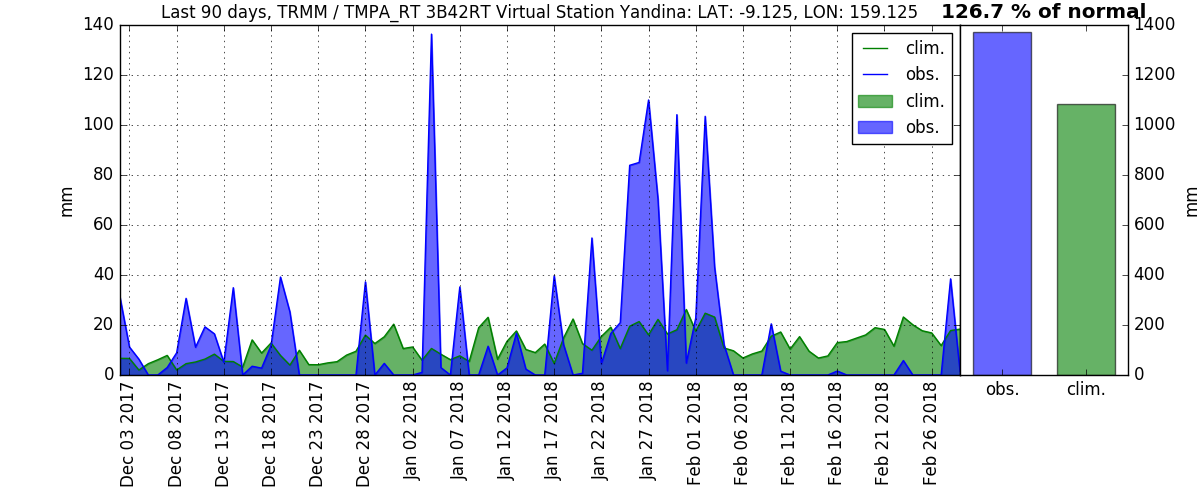 Last 90 days, TRMM / TMPA_RT 3B42RT Virtual Station Yandina: LAT: -9.125, LON: 159.125
126.7 % of normal
140
120
100
80
60
40
20
0
mm
clim.
obs.
clim.
obs.
1400
1200
1000
800
600
400
200
0
mm
Dec 03 2017
Dec 08 2017
Dec 13 2017
Dec 18 2017
Dec 23 2017
Dec 28 2017
Jan 02 2018
Jan 07 2018
Jan 12 2018
Jan 17 2018
Jan 22 2018
Jan 27 2018
Feb 01 2018
Feb 06 2018
Feb 11 2018
Feb 16 2018
Feb 21 2018
Feb 26 2018
obs.
clim.